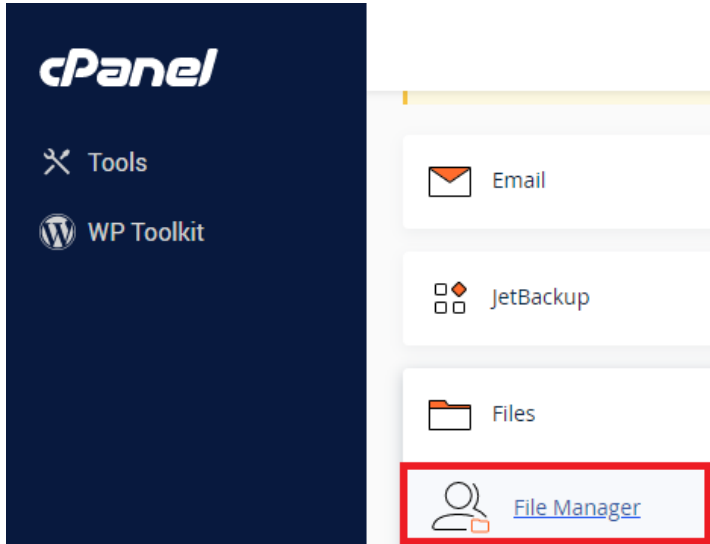 cPanel
Tools
WP Toolkit
Email
JetBackup
Files
File Manager